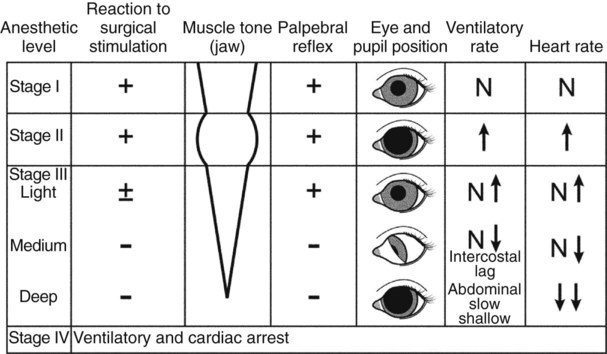 Anesthetic level
Reaction to surgical stimulation
Muscle tone (jaw)
Palpebral reflex
Eye and pupil position
Ventilatory rate
Heart rate
Stage I + + N N
Stage II + + ↑ ↑
Stage III
Light ± + N↑ N↑
Medium - - N↓ Intercostal lag N↓
Deep - - Abdominal slow shallow ↓↓
Stage IV Ventilatory and cardiac arrest